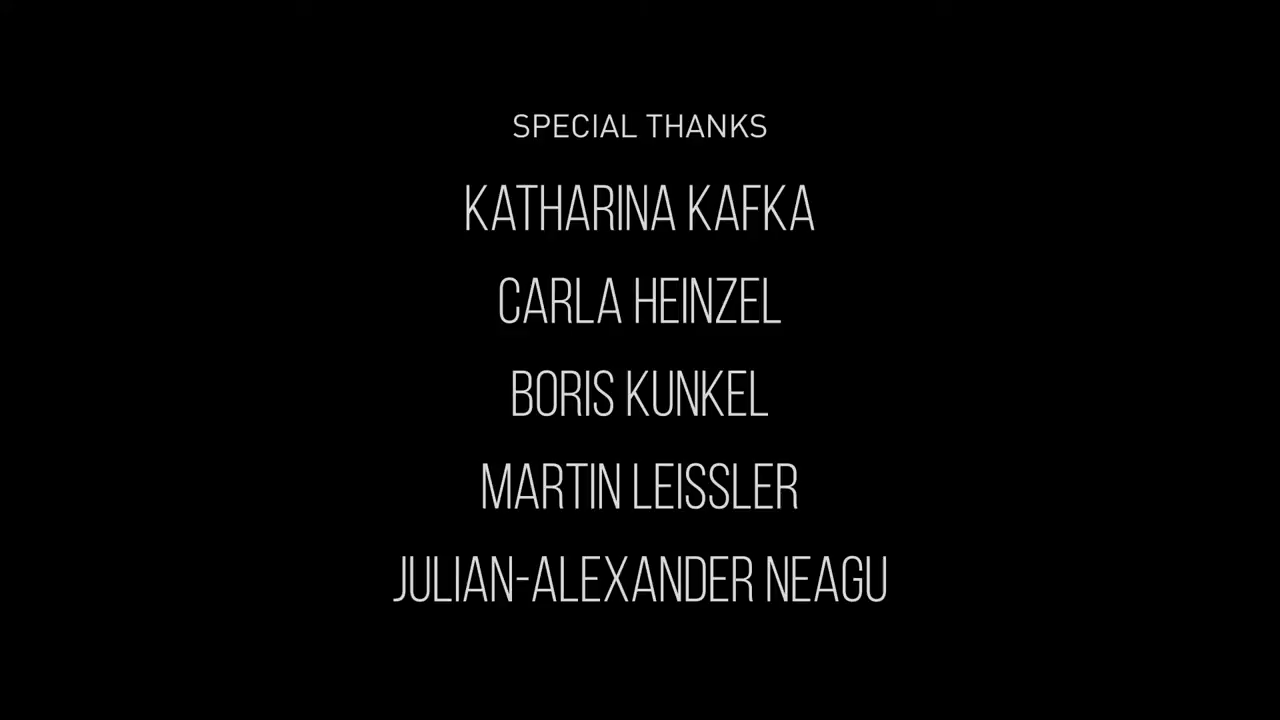 SPECIAL THANKS
KATHARINA KAFKA
CARLA HEINZEL
BORIS KUNKEL
MARTIN LEISSLER
JULIAN-ALEXANDER NEAGU